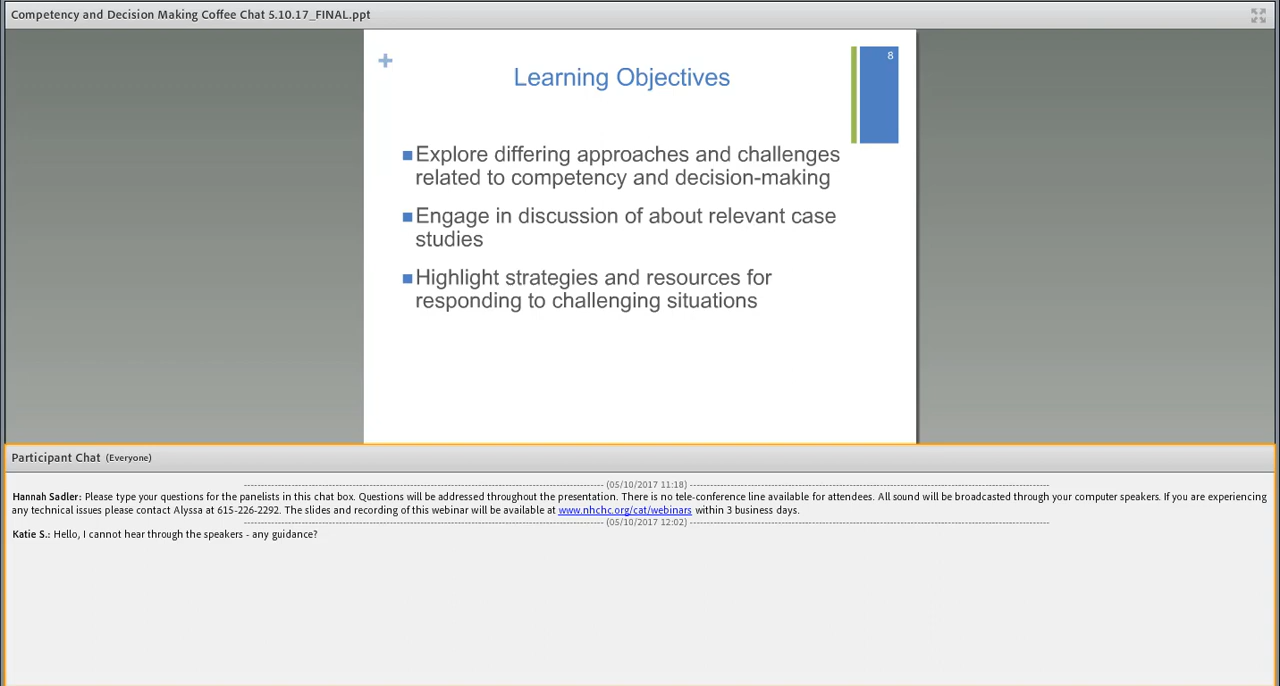 Competency and Decision Making Coffee Chat 5.10.17_FINAL.ppt
8
Learning Objectives
Explore differing approaches and challenges
related to competency and decision-making
Engage in discussion of about relevant case
studies
Highlight strategies and resources for
responding to challenging situations
Participant Chat (Everyone)
(05/10/2017 11:18)
Hannah Sadler: Please type your questions for the panelists in this chat box. Questions will be addressed throughout the presentation. There is no tele-conference line available for attendees. All sound will be broadcasted through your computer speakers. If you are experiencing
any technical issues please contact Alyssa at 615-226-2292. The slides and recording of this webinar will be available at www.nhchc.org/cat/webinars within 3 business days.
(05/10/2017 12:02)
Katie S.: Hello, I cannot hear through the speakers - any guidance?